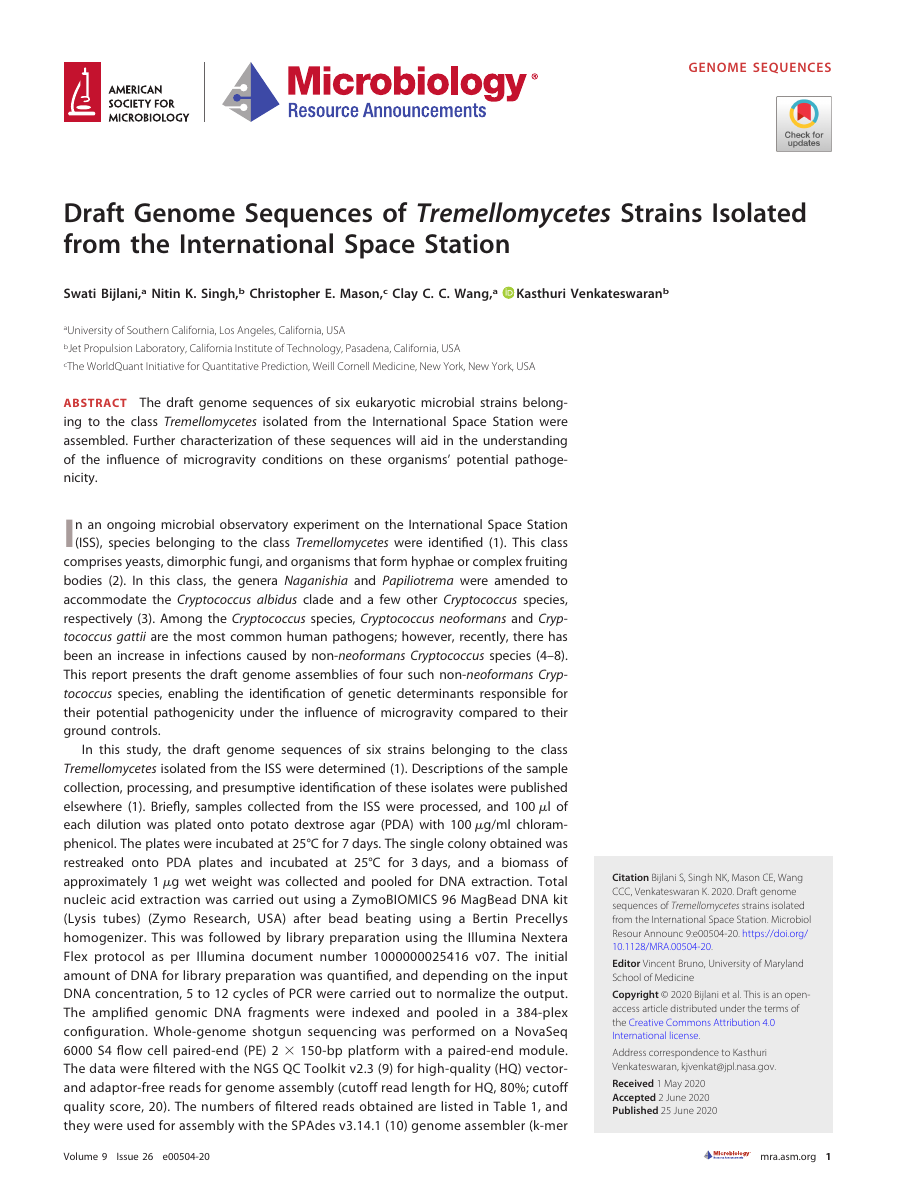 AMERICAN
SOCIETY FOR
MICROBIOLOGY
Microbiology®
Resource Announcements
GENOME SEQUENCES
Check for
updates
Draft Genome Sequences of Tremellomycetes Strains Isolated
from the International Space Station
Swati Bijlani,ᵃ Nitin K. Singh,ᵇ Christopher E. Mason,ᶜ Clay C. C. Wang,ᵃ iD Kasthuri Venkateswaranᵇ
ᵃUniversity of Southern California, Los Angeles, California, USA
ᵇJet Propulsion Laboratory, California Institute of Technology, Pasadena, California, USA
ᶜThe WorldQuant Initiative for Quantitative Prediction, Weill Cornell Medicine, New York, New York, USA
ABSTRACT The draft genome sequences of six eukaryotic microbial strains belong-
ing to the class Tremellomycetes isolated from the International Space Station were
assembled. Further characterization of these sequences will aid in the understanding
of the influence of microgravity conditions on these organisms’ potential pathoge-
nicity.
In an ongoing microbial observatory experiment on the International Space Station
(ISS), species belonging to the class Tremellomycetes were identified (1). This class
comprises yeasts, dimorphic fungi, and organisms that form hyphae or complex fruiting
bodies (2). In this class, the genera Naganishia and Papiliotrema were amended to
accommodate the Cryptococcus albidus clade and a few other Cryptococcus species,
respectively (3). Among the Cryptococcus species, Cryptococcus neoformans and Cryp-
tococcus gattii are the most common human pathogens; however, recently, there has
been an increase in infections caused by non-neoformans Cryptococcus species (4–8).
This report presents the draft genome assemblies of four such non-neoformans Cryp-
tococcus species, enabling the identification of genetic determinants responsible for
their potential pathogenicity under the influence of microgravity compared to their
ground controls.
In this study, the draft genome sequences of six strains belonging to the class
Tremellomycetes isolated from the ISS were determined (1). Descriptions of the sample
collection, processing, and presumptive identification of these isolates were published
elsewhere (1). Briefly, samples collected from the ISS were processed, and 100 μl of
each dilution was plated onto potato dextrose agar (PDA) with 100 μg/ml chloram-
phenicol. The plates were incubated at 25°C for 7 days. The single colony obtained was
restreaked onto PDA plates and incubated at 25°C for 3 days, and a biomass of
approximately 1 μg wet weight was collected and pooled for DNA extraction. Total
nucleic acid extraction was carried out using a ZymoBIOMICS 96 MagBead DNA kit
(Lysis tubes) (Zymo Research, USA) after bead beating using a Bertin Precellys
homogenizer. This was followed by library preparation using the Illumina Nextera
Flex protocol as per Illumina document number 1000000025416 v07. The initial
amount of DNA for library preparation was quantified, and depending on the input
DNA concentration, 5 to 12 cycles of PCR were carried out to normalize the output.
The amplified genomic DNA fragments were indexed and pooled in a 384-plex
configuration. Whole-genome shotgun sequencing was performed on a NovaSeq
6000 S4 flow cell paired-end (PE) 2 × 150-bp platform with a paired-end module.
The data were filtered with the NGS QC Toolkit v2.3 (9) for high-quality (HQ) vector-
and adaptor-free reads for genome assembly (cutoff read length for HQ, 80%; cutoff
quality score, 20). The numbers of filtered reads obtained are listed in Table 1, and
they were used for assembly with the SPAdes v3.14.1 (10) genome assembler (k-mer
Citation Bijlani S, Singh NK, Mason CE, Wang
CCC, Venkateswaran K. 2020. Draft genome
sequences of Tremellomycetes strains isolated
from the International Space Station. Microbiol
Resour Announc 9:e00504-20. https://doi.org/
10.1128/MRA.00504-20.
Editor Vincent Bruno, University of Maryland
School of Medicine
Copyright © 2020 Bijlani et al. This is an open-
access article distributed under the terms of
the Creative Commons Attribution 4.0
International license.
Address correspondence to Kasthuri
Venkateswaran, kjvenkat@jpl.nasa.gov.
Received 1 May 2020
Accepted 2 June 2020
Published 25 June 2020
Volume 9 Issue 26 e00504-20
Microbiology
Resource Announcements
mra.asm.org 1